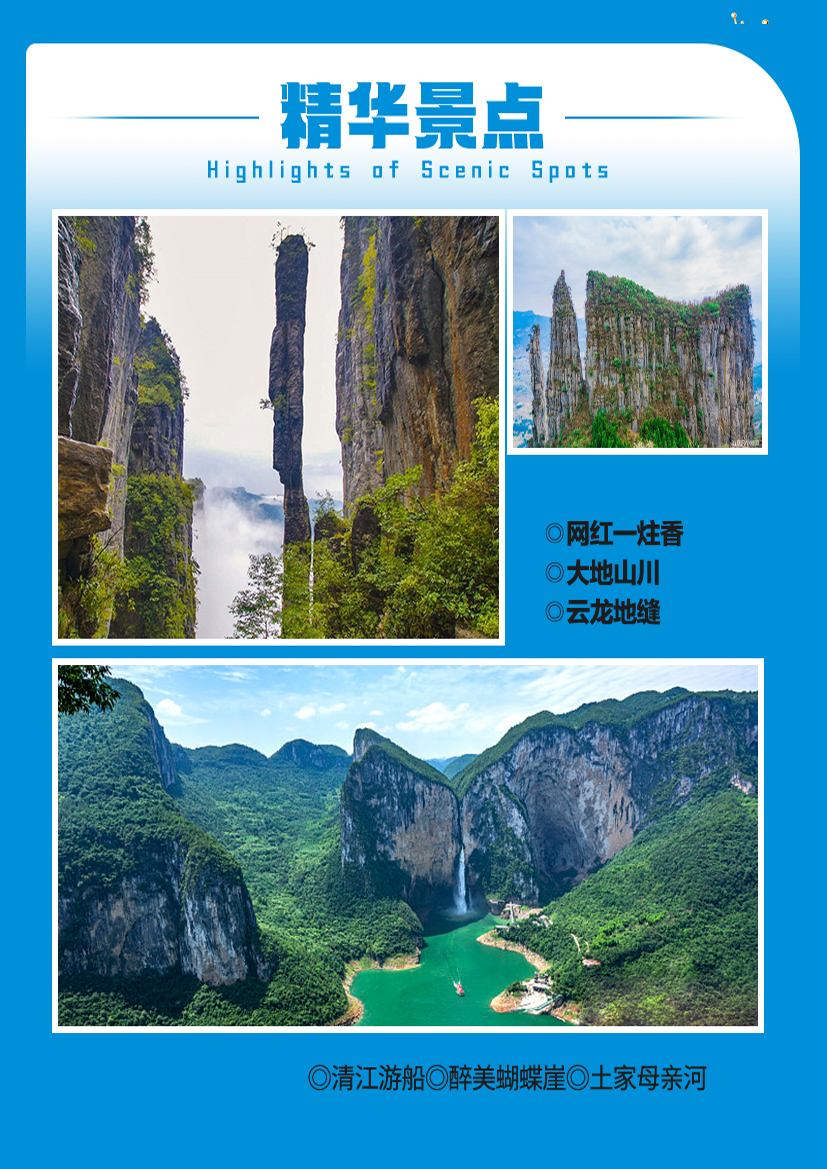 精华景点
Highlights of Scenic Spots
◎网红一炷香
◎大地山川
◎云龙地缝
◎清江游船◎醉美蝴蝶崖◎土家母亲河